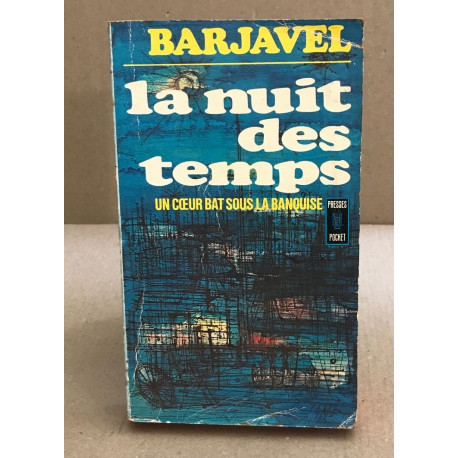 BARJAVEL
la nuit
des
temps
UN CŒUR BAT SOUS LA BANQUISE
PRESSES
POCKET